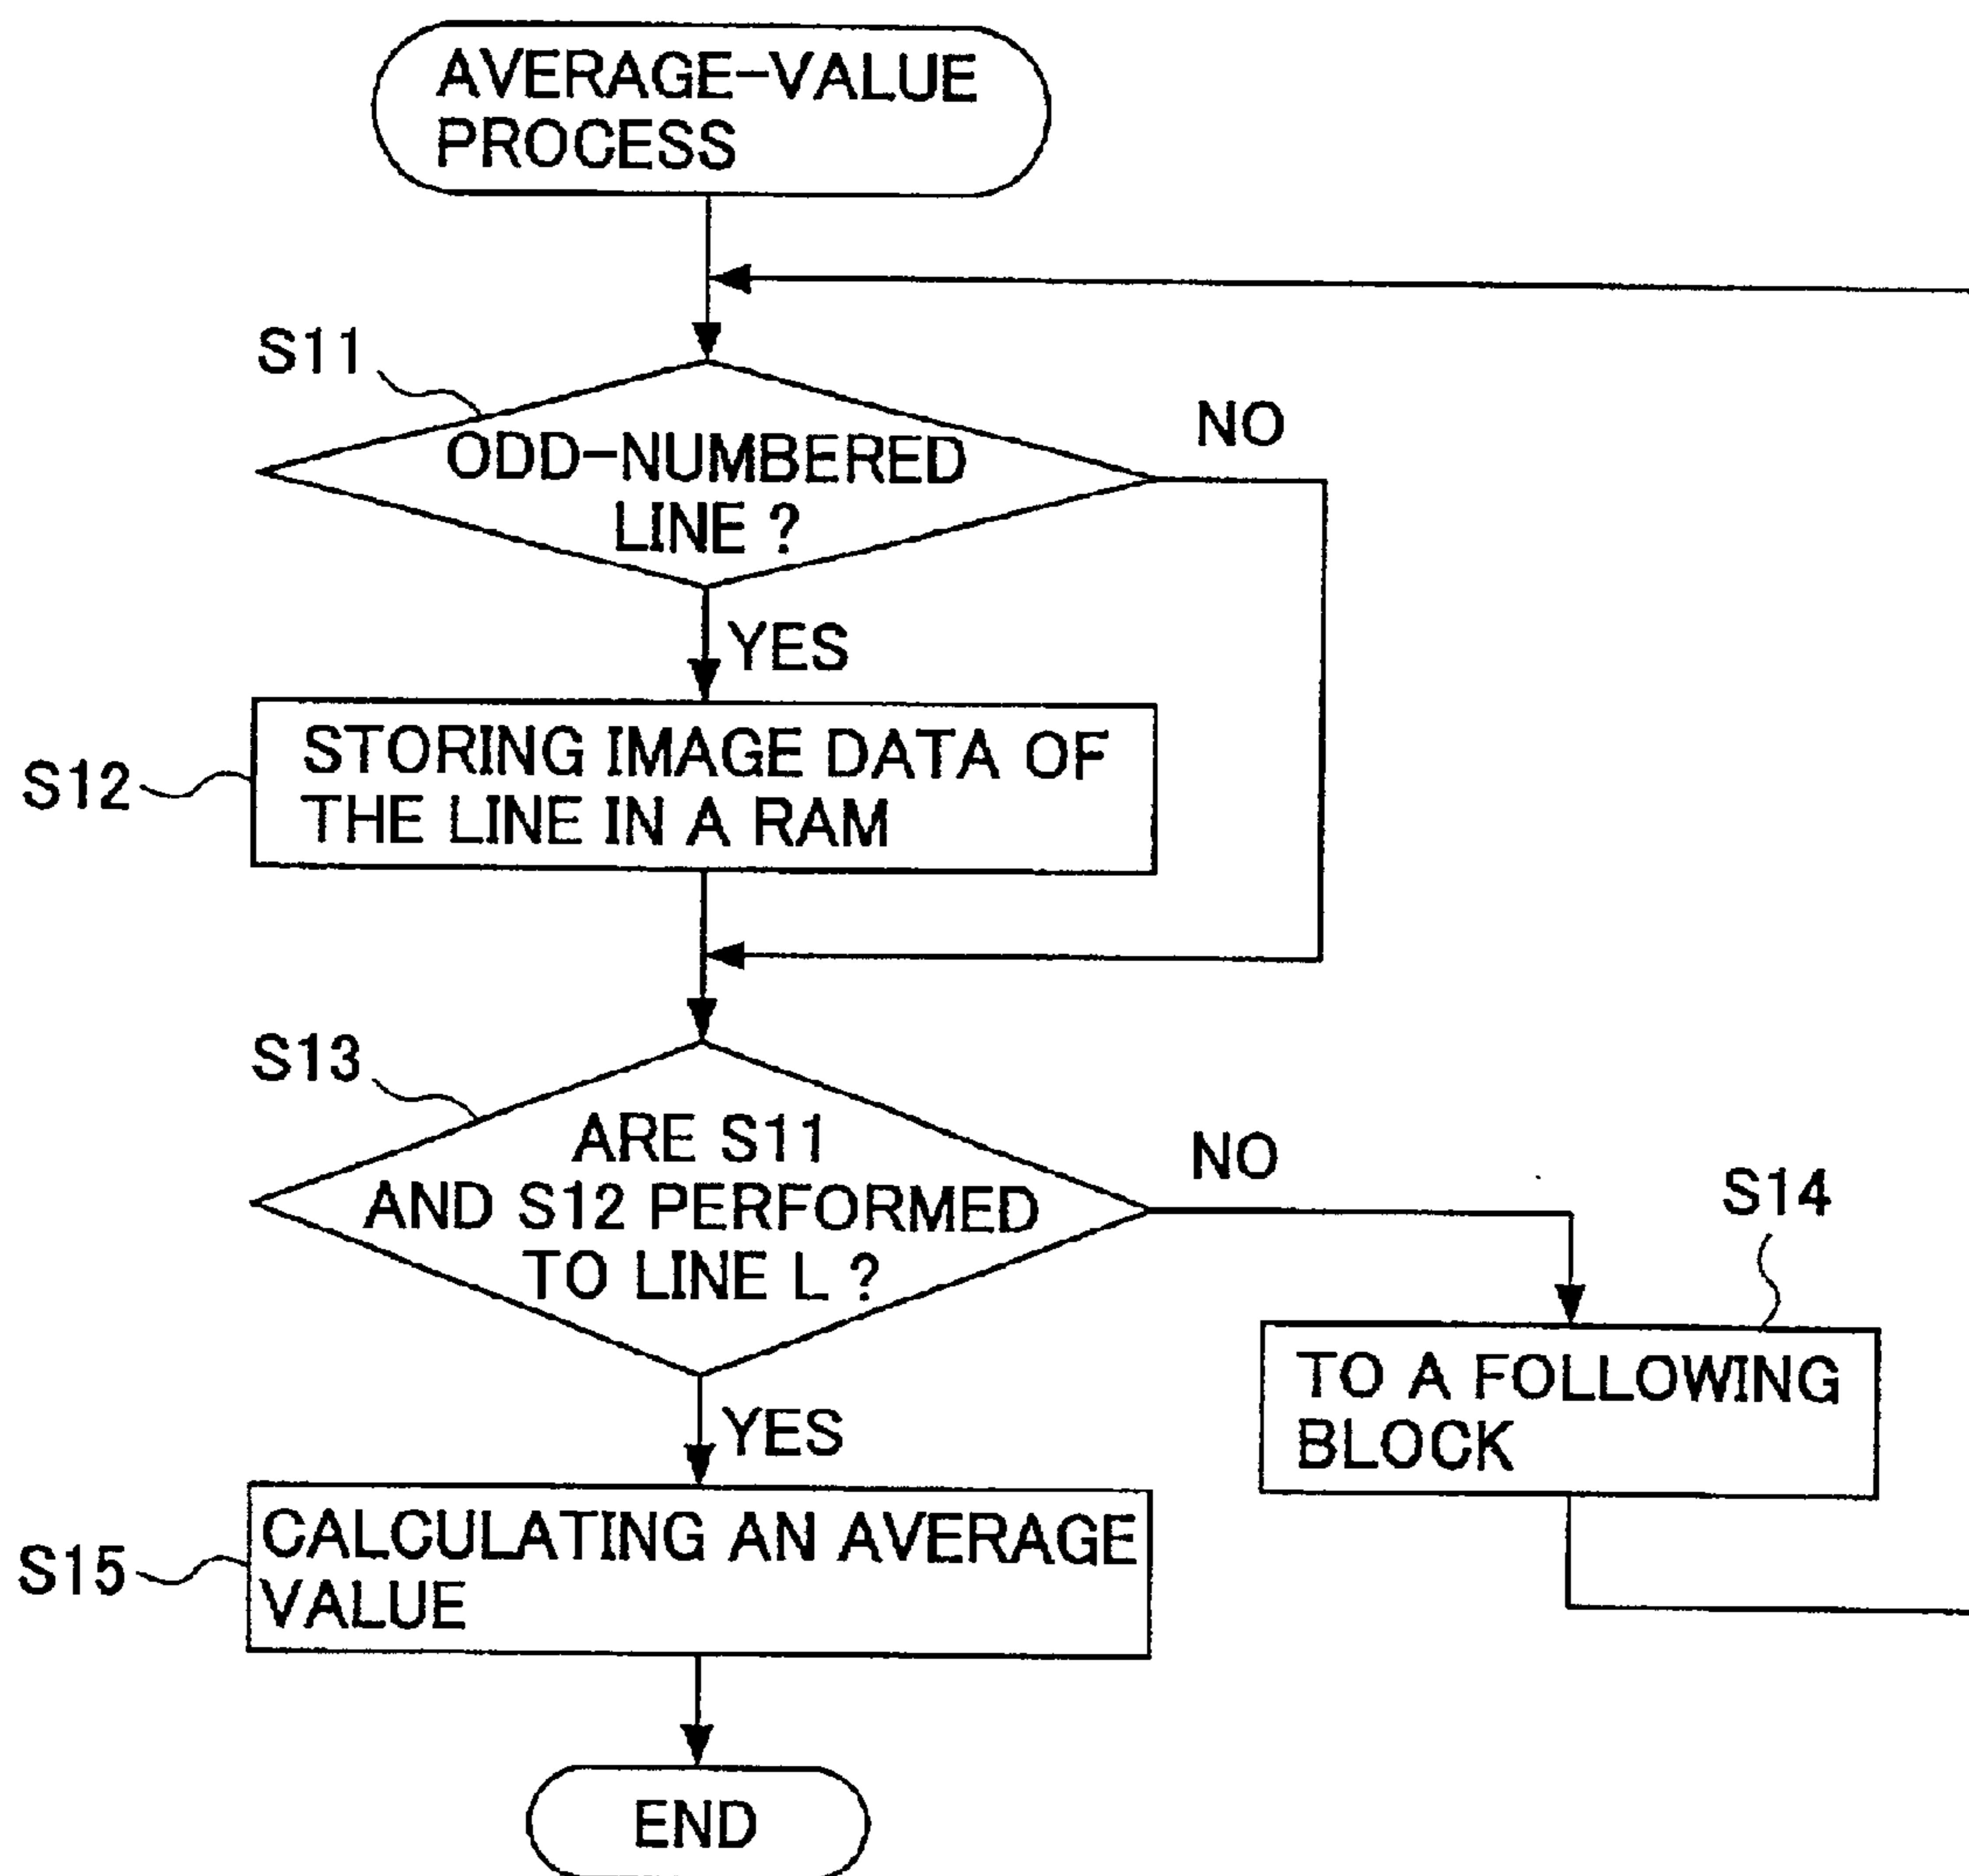 AVERAGE-VALUE
PROCESS
S11
ODD-NUMBERED
LINE ?
NO
YES
S12
STORING IMAGE DATA OF
THE LINE IN A RAM
S13
ARE S11
AND S12 PERFORMED
TO LINE L ?
NO
S14
TO A FOLLOWING
BLOCK
YES
S15
CALCULATING AN AVERAGE
VALUE
END